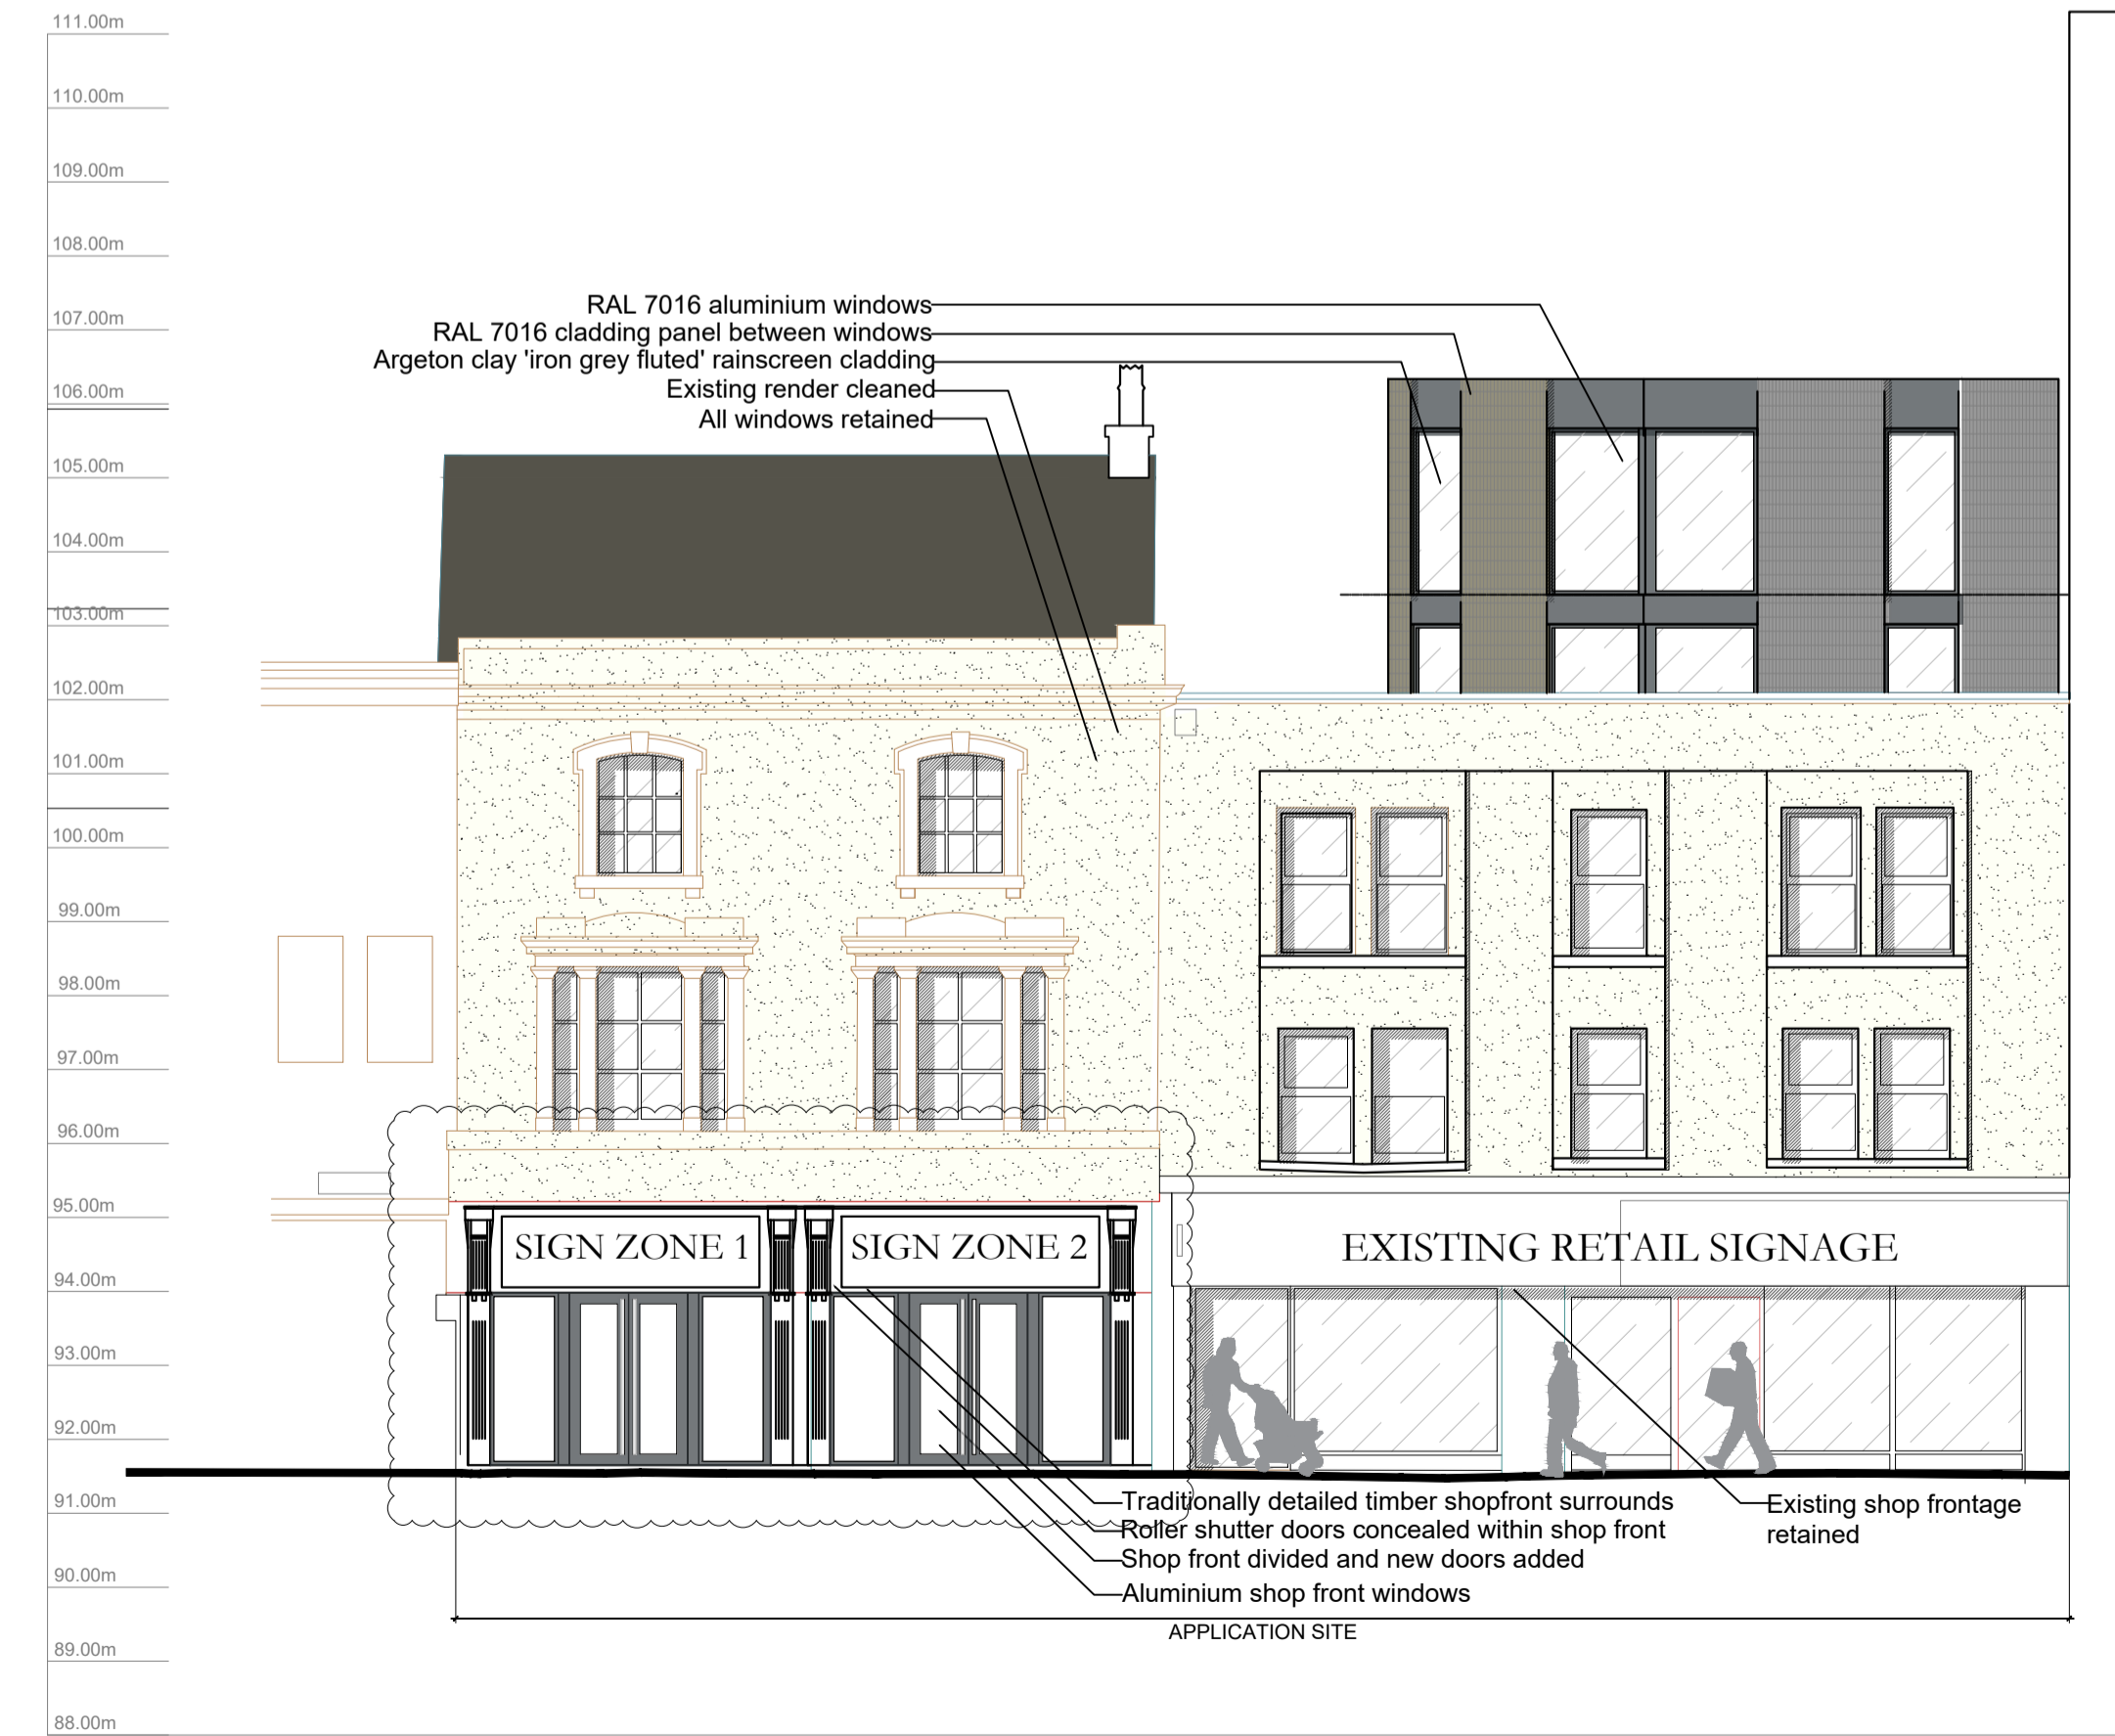 111.00m
110.00m
109.00m
108.00m
107.00m
106.00m
105.00m
104.00m
103.00m
102.00m
101.00m
100.00m
99.00m
98.00m
97.00m
96.00m
95.00m
94.00m
93.00m
92.00m
91.00m
90.00m
89.00m
88.00m
RAL 7016 aluminium windows
RAL 7016 cladding panel between windows
Argeton clay 'iron grey fluted' rainscreen cladding
Existing render cleaned
All windows retained
SIGN ZONE 1
SIGN ZONE 2
EXISTING RETAIL SIGNAGE
Traditionally detailed timber shopfront surrounds
Roller shutter doors concealed within shop front
Shop front divided and new doors added
Aluminium shop front windows
Existing shop frontage
retained
APPLICATION SITE